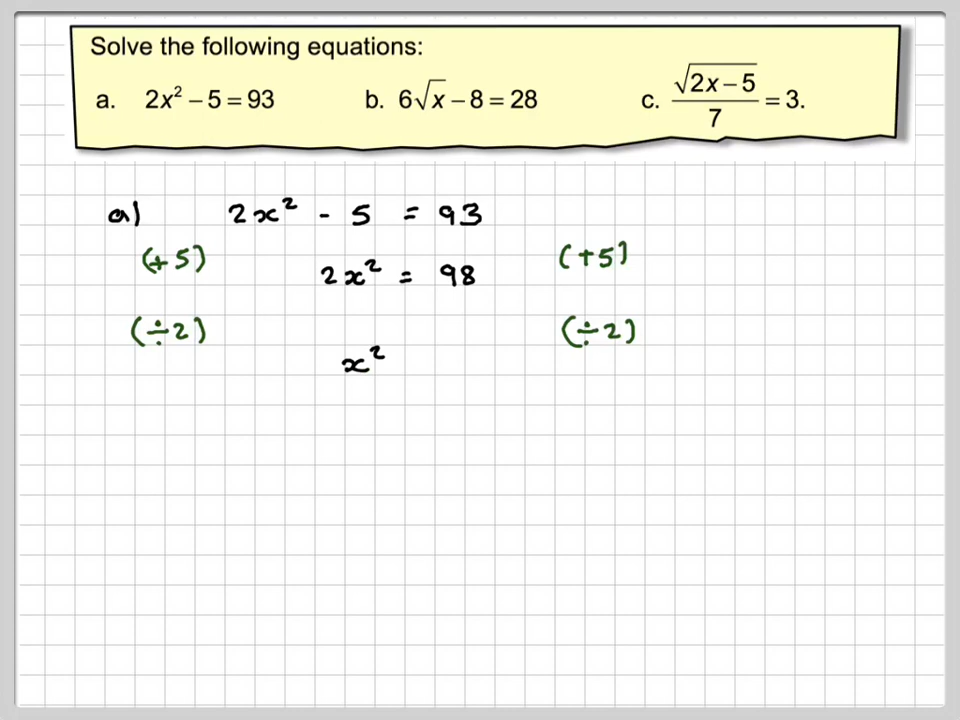 Solve the following equations:
a. 2x² – 5 = 93 b. 6√x – 8 = 28 c. √(2x – 5)/7 = 3.
a) 2x² - 5 = 93
(+5) (+5)
2x² = 98
(÷2) (÷2)
x²